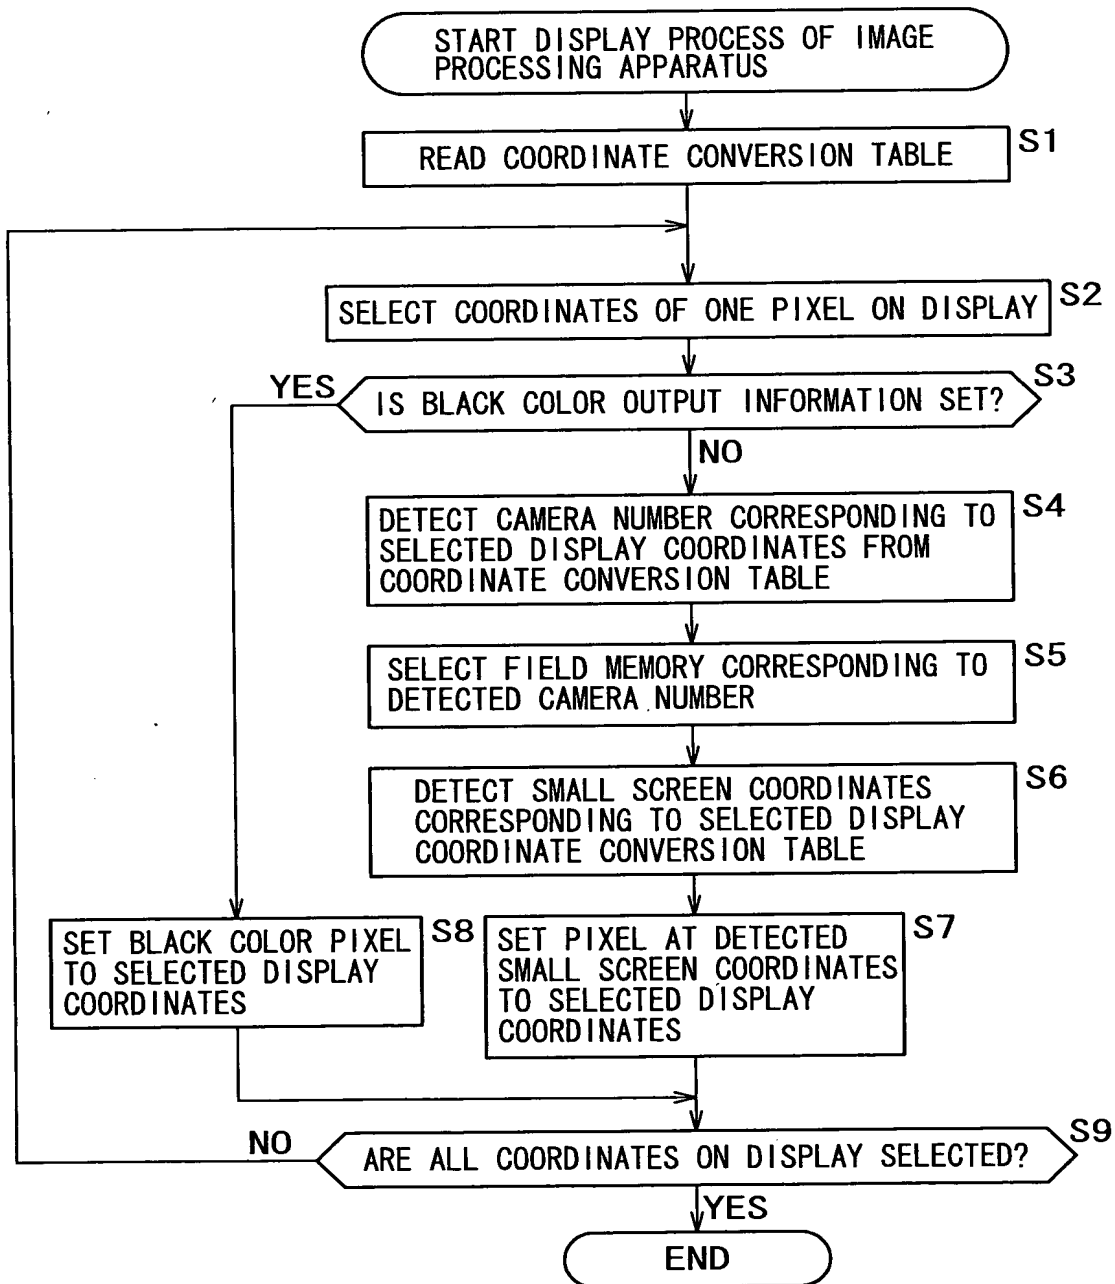 START DISPLAY PROCESS OF IMAGE
PROCESSING APPARATUS
READ COORDINATE CONVERSION TABLE
S1
SELECT COORDINATES OF ONE PIXEL ON DISPLAY
S2
YES
IS BLACK COLOR OUTPUT INFORMATION SET?
S3
NO
DETECT CAMERA NUMBER CORRESPONDING TO
SELECTED DISPLAY COORDINATES FROM
COORDINATE CONVERSION TABLE
S4
SELECT FIELD MEMORY CORRESPONDING TO
DETECTED CAMERA NUMBER
S5
DETECT SMALL SCREEN COORDINATES
CORRESPONDING TO SELECTED DISPLAY
COORDINATE CONVERSION TABLE
S6
SET BLACK COLOR PIXEL
TO SELECTED DISPLAY
COORDINATES
S8
SET PIXEL AT DETECTED
SMALL SCREEN COORDINATES
TO SELECTED DISPLAY
COORDINATES
S7
NO
ARE ALL COORDINATES ON DISPLAY SELECTED?
S9
YES
END